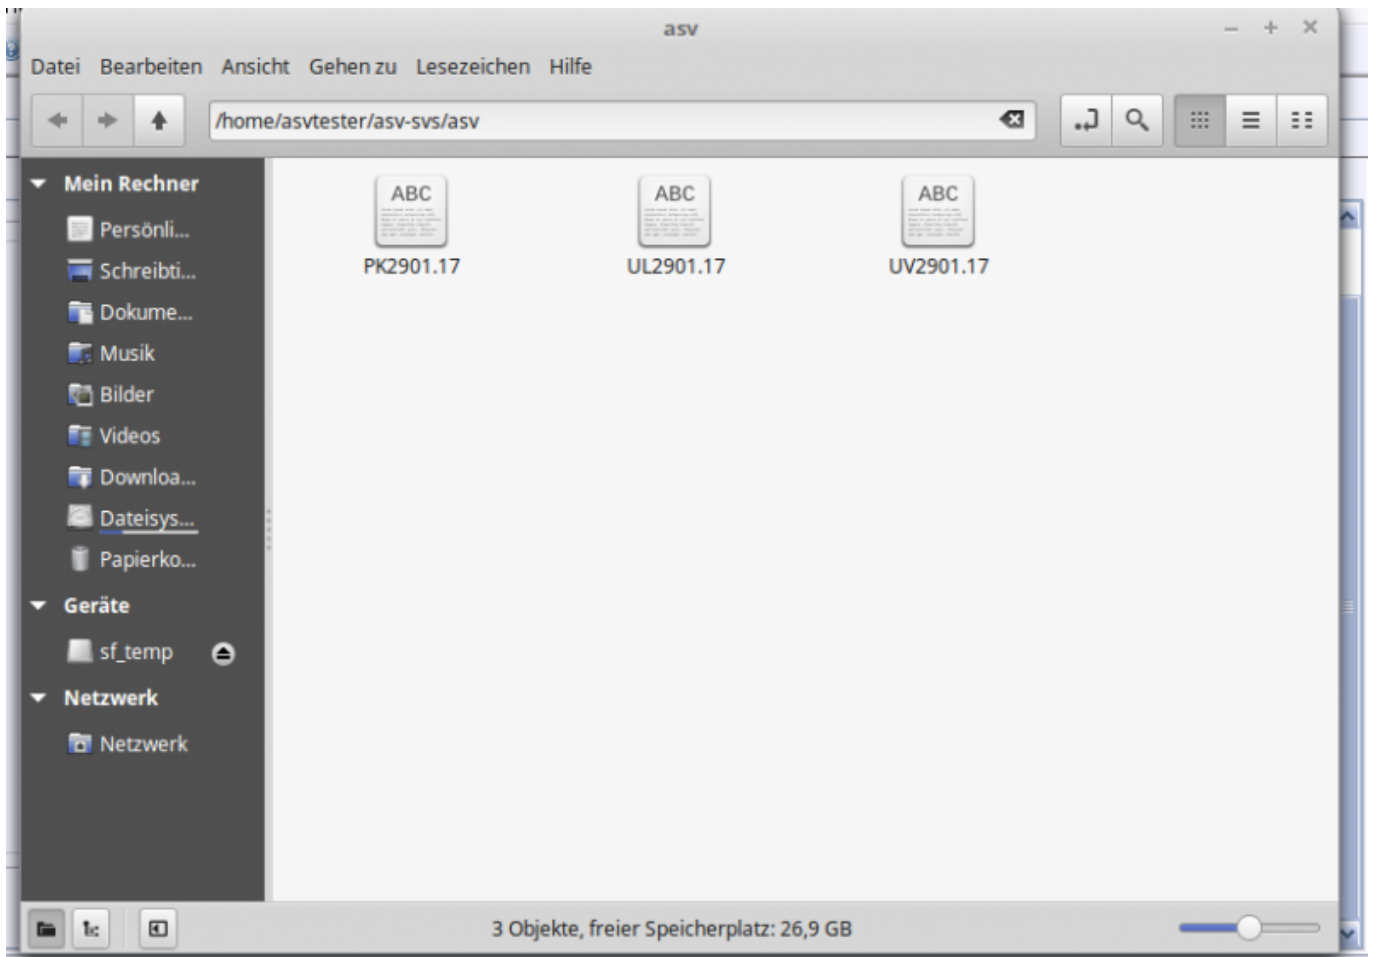 asv
Datei Bearbeiten Ansicht Gehen zu Lesezeichen Hilfe
/home/asvtester/asv-svs/asv
Mein Rechner
Persönli...
Schreibti...
Dokume...
Musik
Bilder
Videos
Downloa...
Dateisys...
Papierko...
Geräte
sf_temp
Netzwerk
Netzwerk
ABC
PK2901.17
ABC
UL2901.17
ABC
UV2901.17
3 Objekte, freier Speicherplatz: 26,9 GB